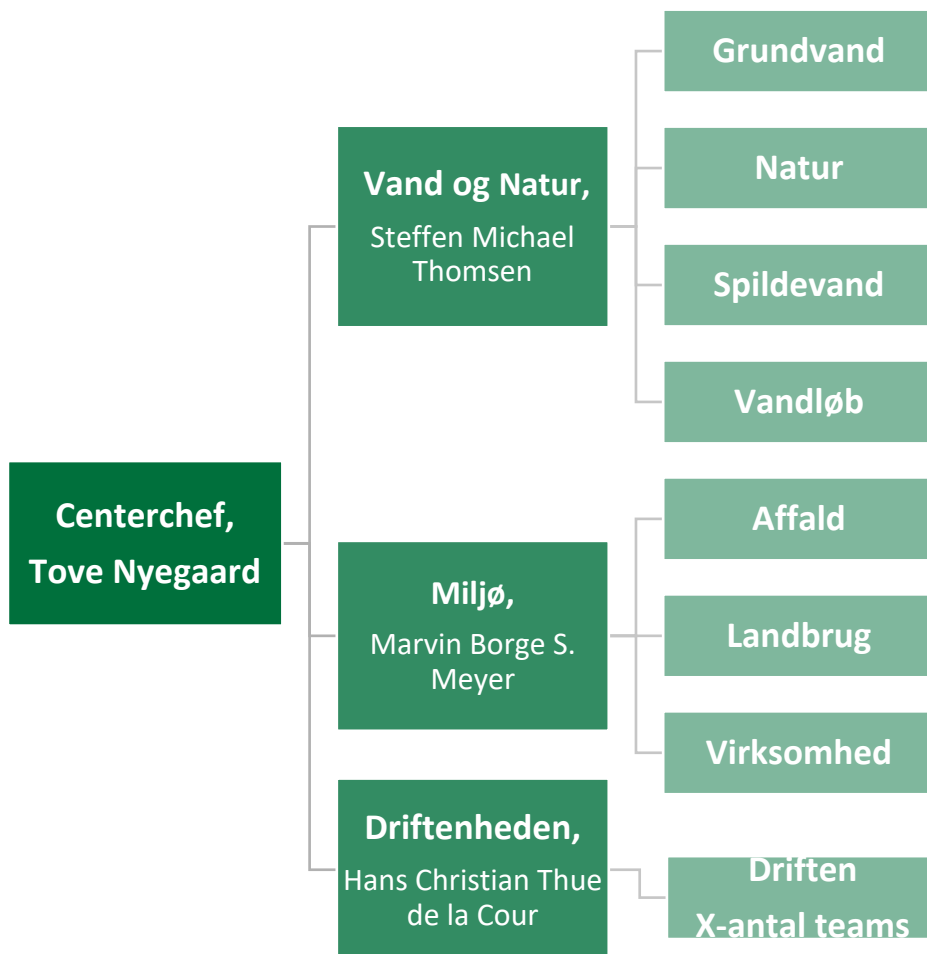 Centerchef,
Tove Nyegaard
Vand og Natur,
Steffen Michael
Thomsen
Grundvand
Natur
Spildevand
Vandløb
Miljø,
Marvin Borge S.
Meyer
Affald
Landbrug
Virksomhed
Driftenheden,
Hans Christian Thue
de la Cour
Driften
X-antal teams